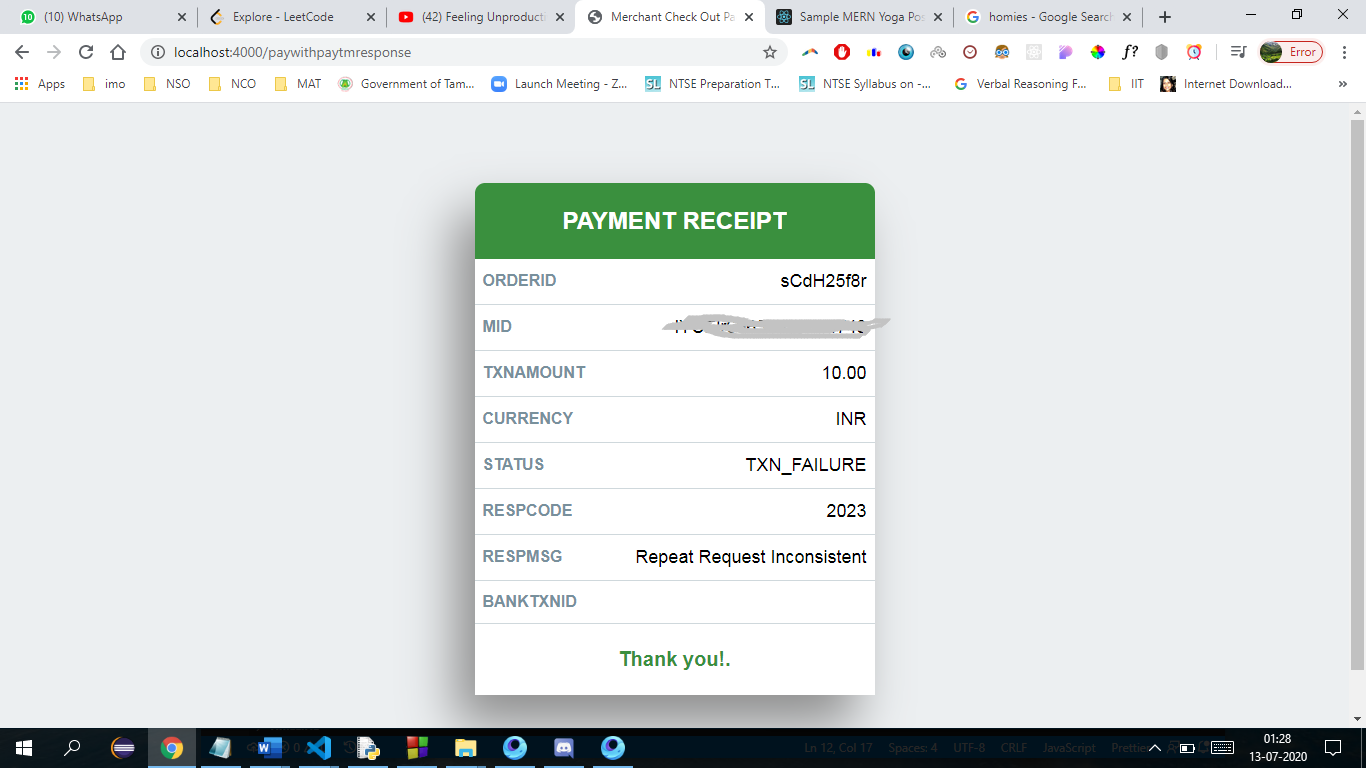 (10) WhatsApp
Explore - LeetCode
(42) Feeling Unproducti
Merchant Check Out Pa
Sample MERN Yoga Pos
homies - Google Search
localhost:4000/paywithpaytmresponse
f?
Error
Apps
imo
NSO
NCO
MAT
Government of Tam...
Launch Meeting - Z...
SL
NTSE Preparation T...
SL
NTSE Syllabus on -...
Verbal Reasoning F...
IIT
Internet Download...
»
PAYMENT RECEIPT
ORDERID sCdH25f8r
MID
TXNAMOUNT 10.00
CURRENCY INR
STATUS TXN_FAILURE
RESPCODE 2023
RESPMSG Repeat Request Inconsistent
BANKTXNID
Thank you!.
Ln 12, Col 17 Spaces: 4 UTF-8 CRLF JavaScript Prettier
01:28
13-07-2020